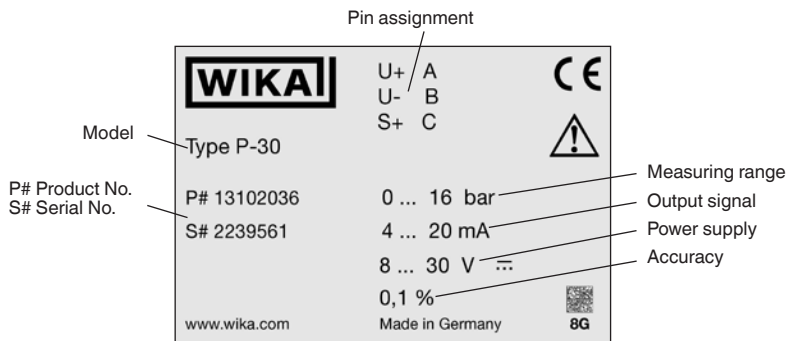 Pin assignment
WIKA
U+ A
U- B
S+ C
CE
Model
Type P-30
P# Product No.
S# Serial No.
P# 13102036
S# 2239561
0 ... 16 bar
4 ... 20 mA
8 ... 30 V
0,1 %
Measuring range
Output signal
Power supply
Accuracy
www.wika.com
Made in Germany
8G